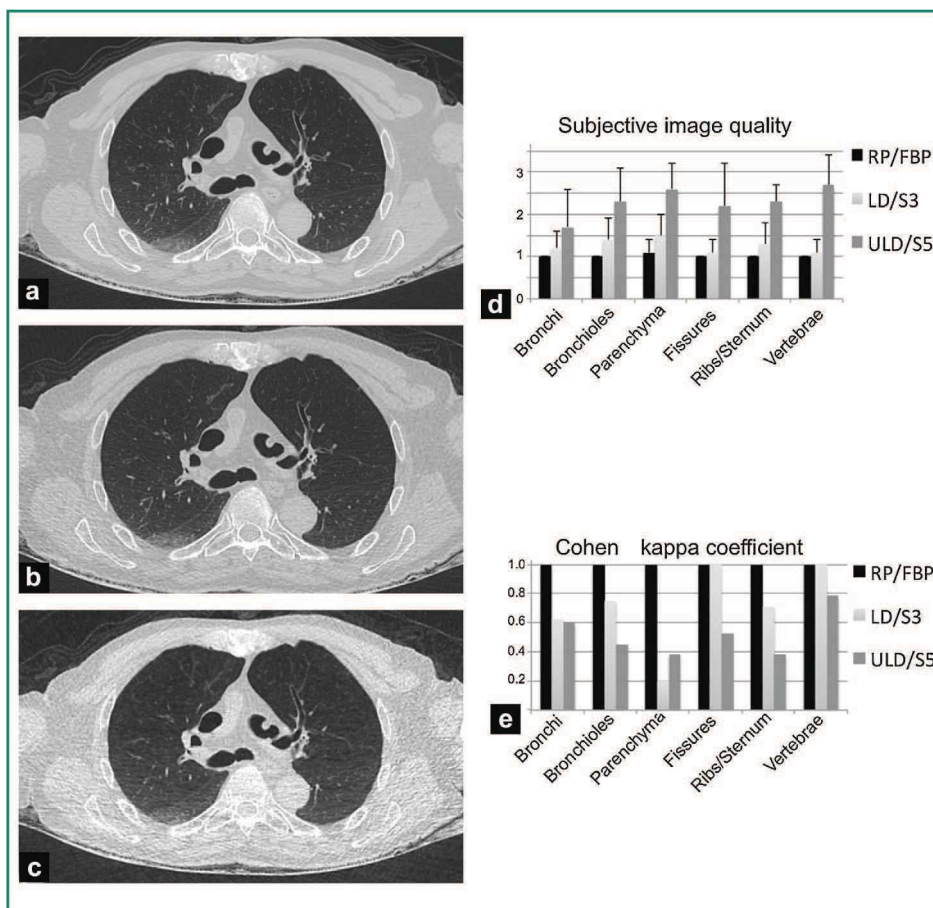 a
b
c
Subjective image quality
3
2
1
0
RP/FBP
LD/S3
ULD/S5
d
Bronchi
Bronchioles
Parenchyma
Fissures
Ribs/Sternum
Vertebrae
Cohen kappa coefficient
1.0
0.8
0.6
0.4
0.2
RP/FBP
LD/S3
ULD/S5
e
Bronchi
Bronchioles
Parenchyma
Fissures
Ribs/Sternum
Vertebrae